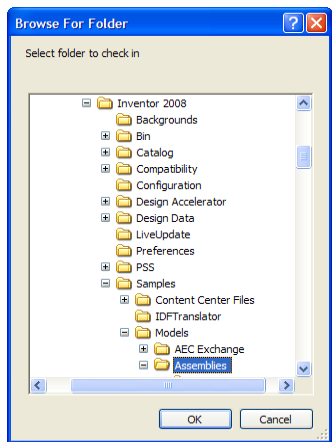 Browse For Folder
Select folder to check in
Inventor 2008
Backgrounds
Bin
Catalog
Compatibility
Configuration
Design Accelerator
Design Data
LiveUpdate
Preferences
PSS
Samples
Content Center Files
IDFTranslator
Models
AEC Exchange
Assemblies
OK Cancel